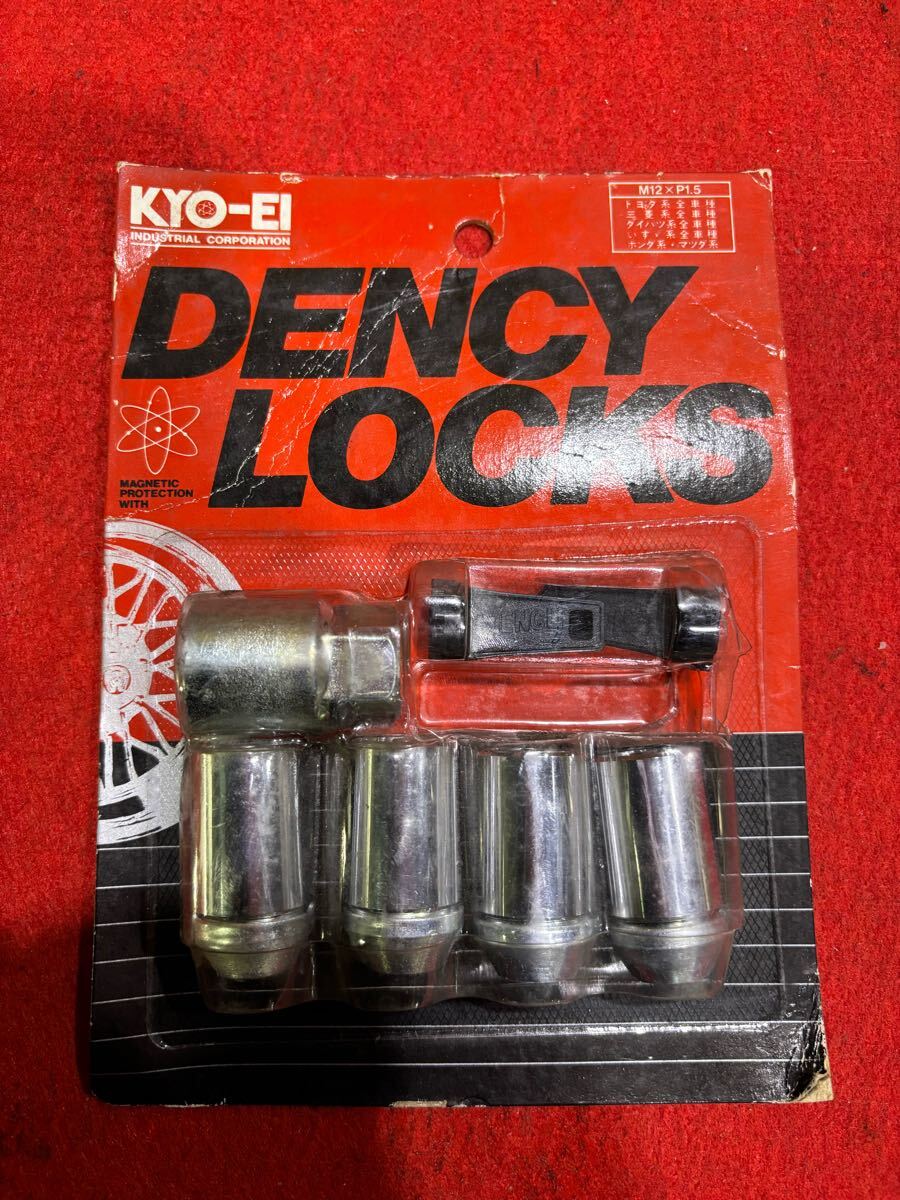 KYO-EI
INDUSTRIAL CORPORATION
M12×P1.5
トヨタ系全車種
三菱系全車種
ダイハツ系全車種
いすゞ系全車種
ホンダ系・マツダ系
DENCY
LOCKS
MAGNETIC
PROTECTION
WITH